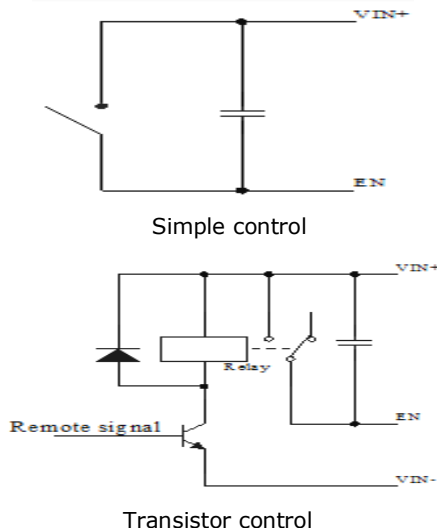 VIN+
EN
Simple control
VIN+
Relay
Remote signal
EN
VIN-
Transistor control